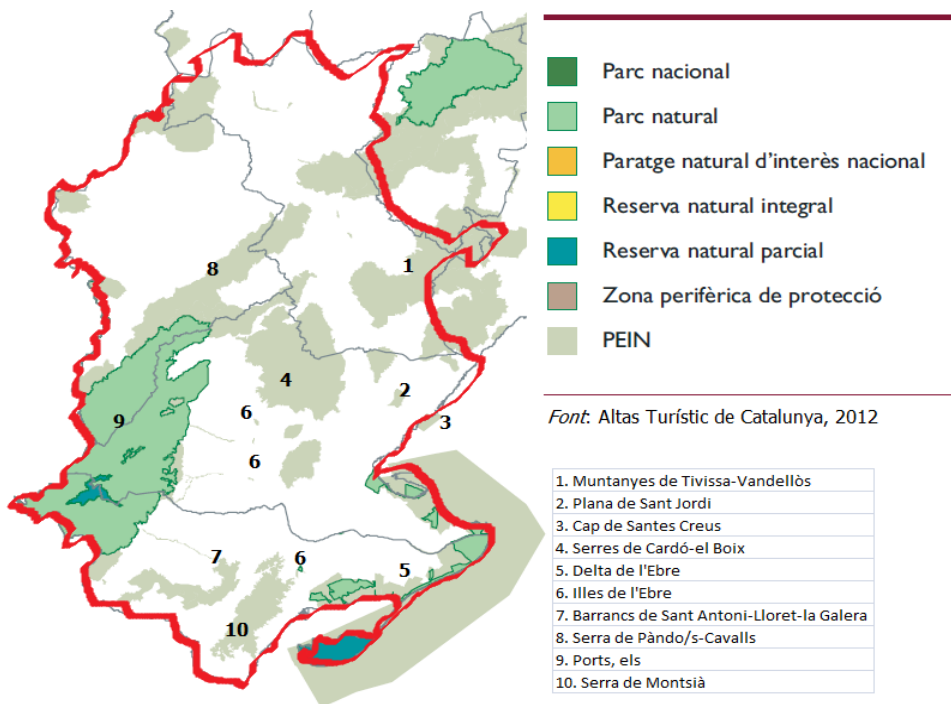 8
1
4
2
6
9
3
6
7
6
5
10
Parc nacional
Parc natural
Paratge natural d'interès nacional
Reserva natural integral
Reserva natural parcial
Zona perifèrica de protecció
PEIN
Font: Altas Turístic de Catalunya, 2012
1. Muntanyes de Tivissa-Vandellòs
2. Plana de Sant Jordi
3. Cap de Santes Creus
4. Serres de Cardó-el Boix
5. Delta de l'Ebre
6. Illes de l'Ebre
7. Barrancs de Sant Antoni-Lloret-la Galera
8. Serra de Pàndo/s-Cavalls
9. Ports, els
10. Serra de Montsià